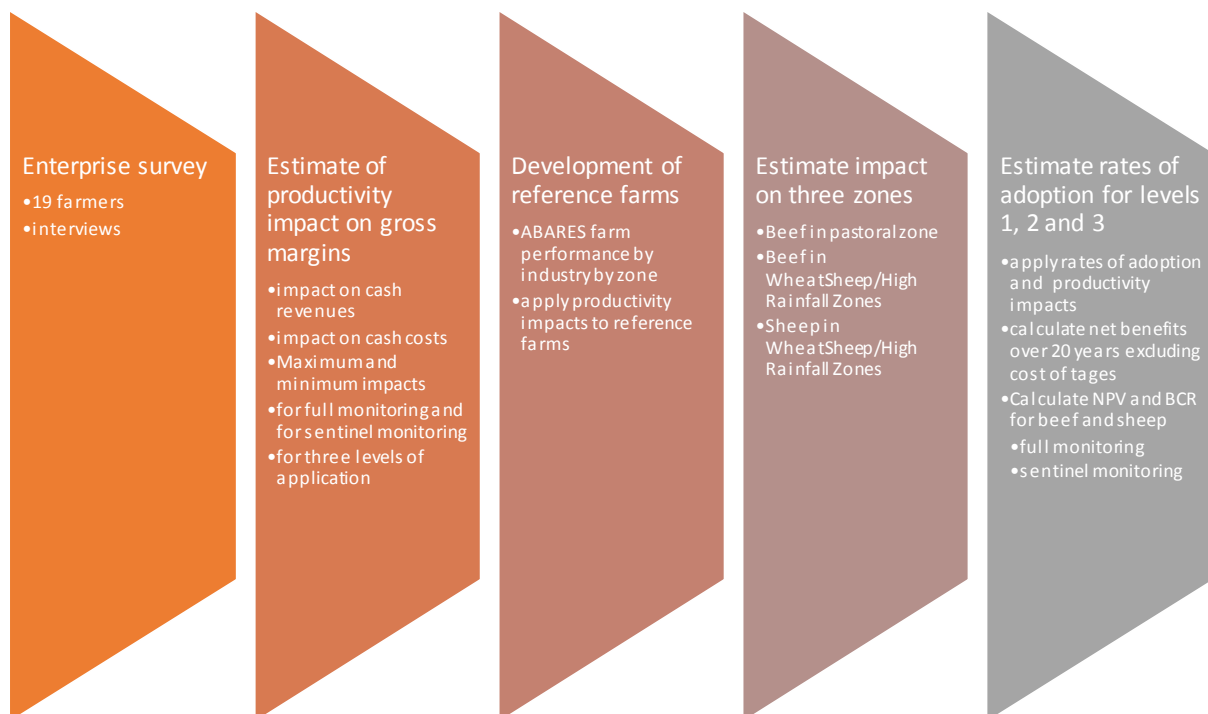 Enterprise survey
•19 farmers
•interviews
Estimate of
productivity
impact on gross
margins
•impact on cash
revenues
•impact on cash costs
•Maximum and
minimum impacts
•for full monitoring and
for sentinel monitoring
•for three levels of
application
Development of
reference farms
•ABARES farm
performance by
industry by zone
•apply productivity
impacts to reference
farms
Estimate impact
on three zones
•Beef in pastoral zone
•Beef in
WheatSheep/High
Rainfall Zones
•Sheep in
WheatSheep/High
Rainfall Zones
Estimate rates of
adoption for levels
1, 2 and 3
•apply rates of adoption
and productivity
impacts
•calculate net benefits
over 20 years excluding
cost of tages
•Calculate NPV and BCR
for beef and sheep
•full monitoring
•sentinel monitoring